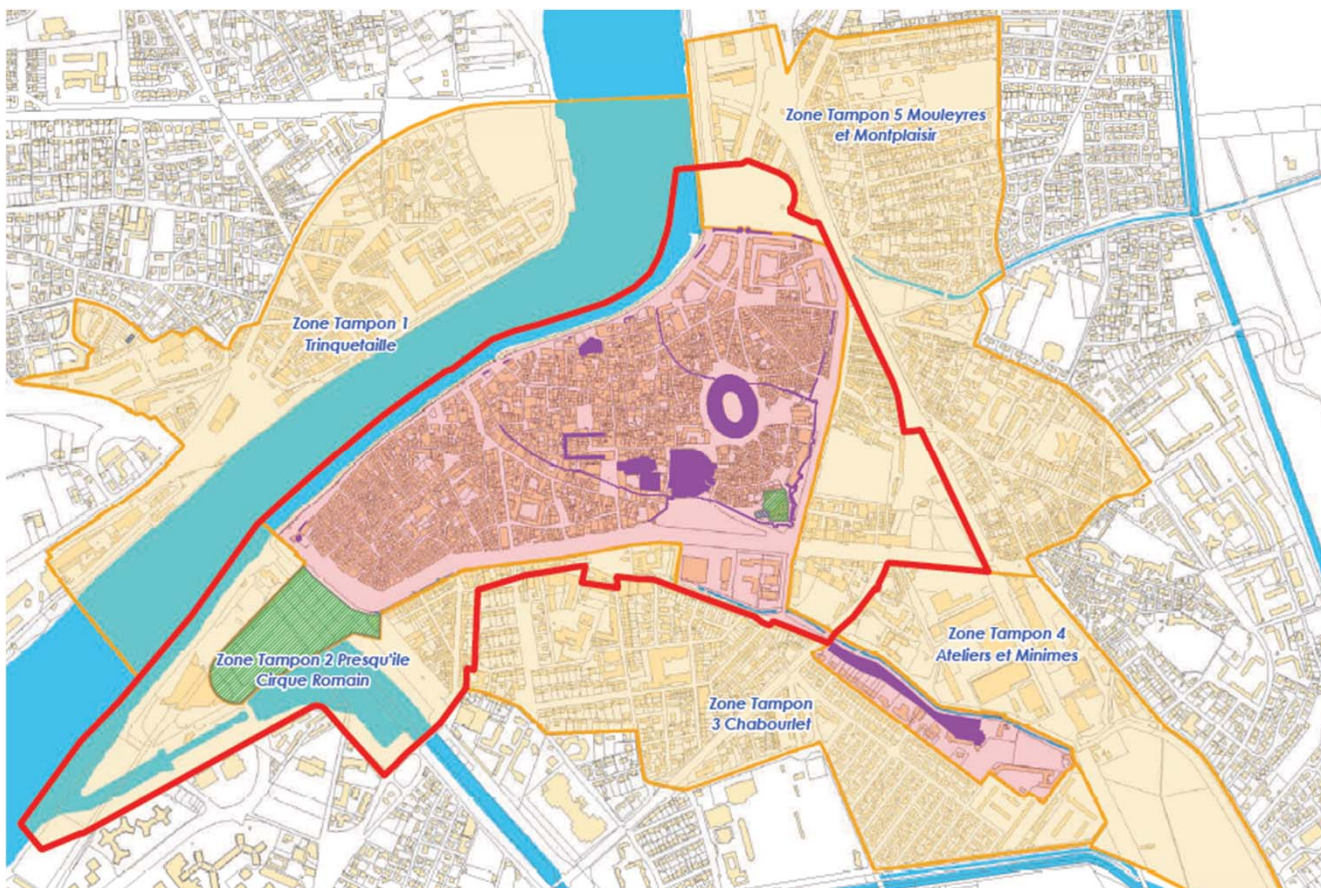 Zone Tampon 5 Mouleyres
et Montplaisir
Zone Tampon 1
Trinquetaille
Zone Tampon 2 Presqu'ile
Cirque Romain
Zone Tampon 4
Ateliers et Minimes
Zone Tampon
3 Chabourlet